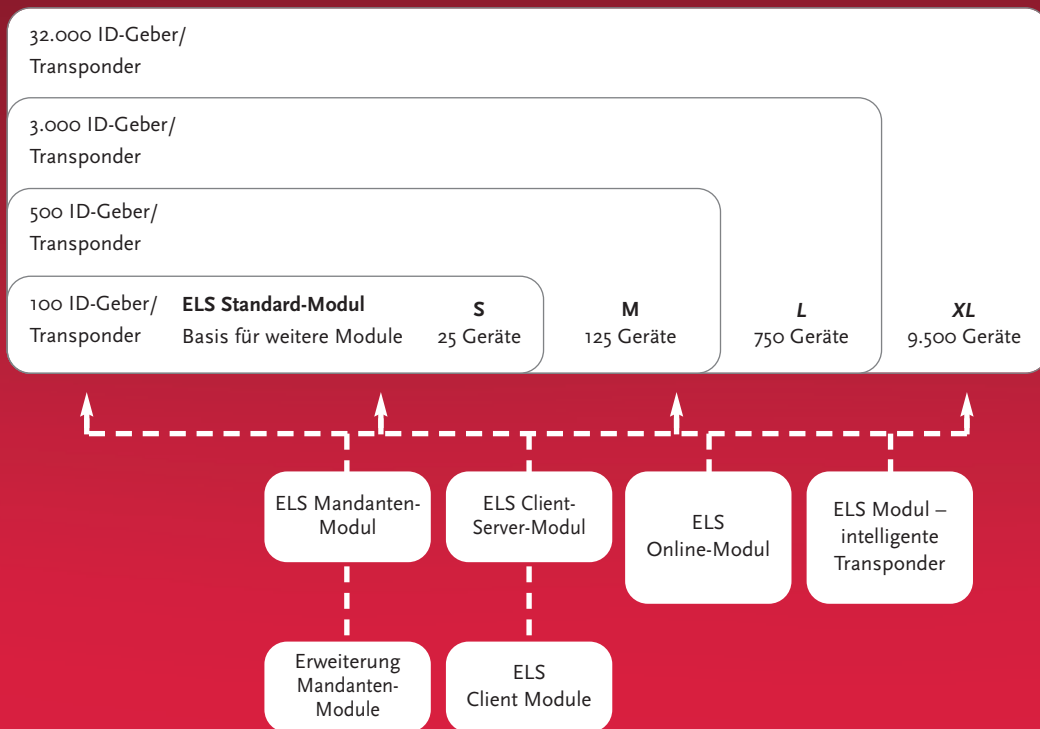 32.000 ID-Geber/
Transponder
3.000 ID-Geber/
Transponder
500 ID-Geber/
Transponder
100 ID-Geber/
Transponder
ELS Standard-Modul
Basis für weitere Module
S
25 Geräte
M
125 Geräte
L
750 Geräte
XL
9.500 Geräte
ELS Mandanten-
Modul
ELS Client-
Server-Modul
ELS
Online-Modul
ELS Modul –
intelligente
Transponder
Erweiterung
Mandanten-
Module
ELS
Client Module